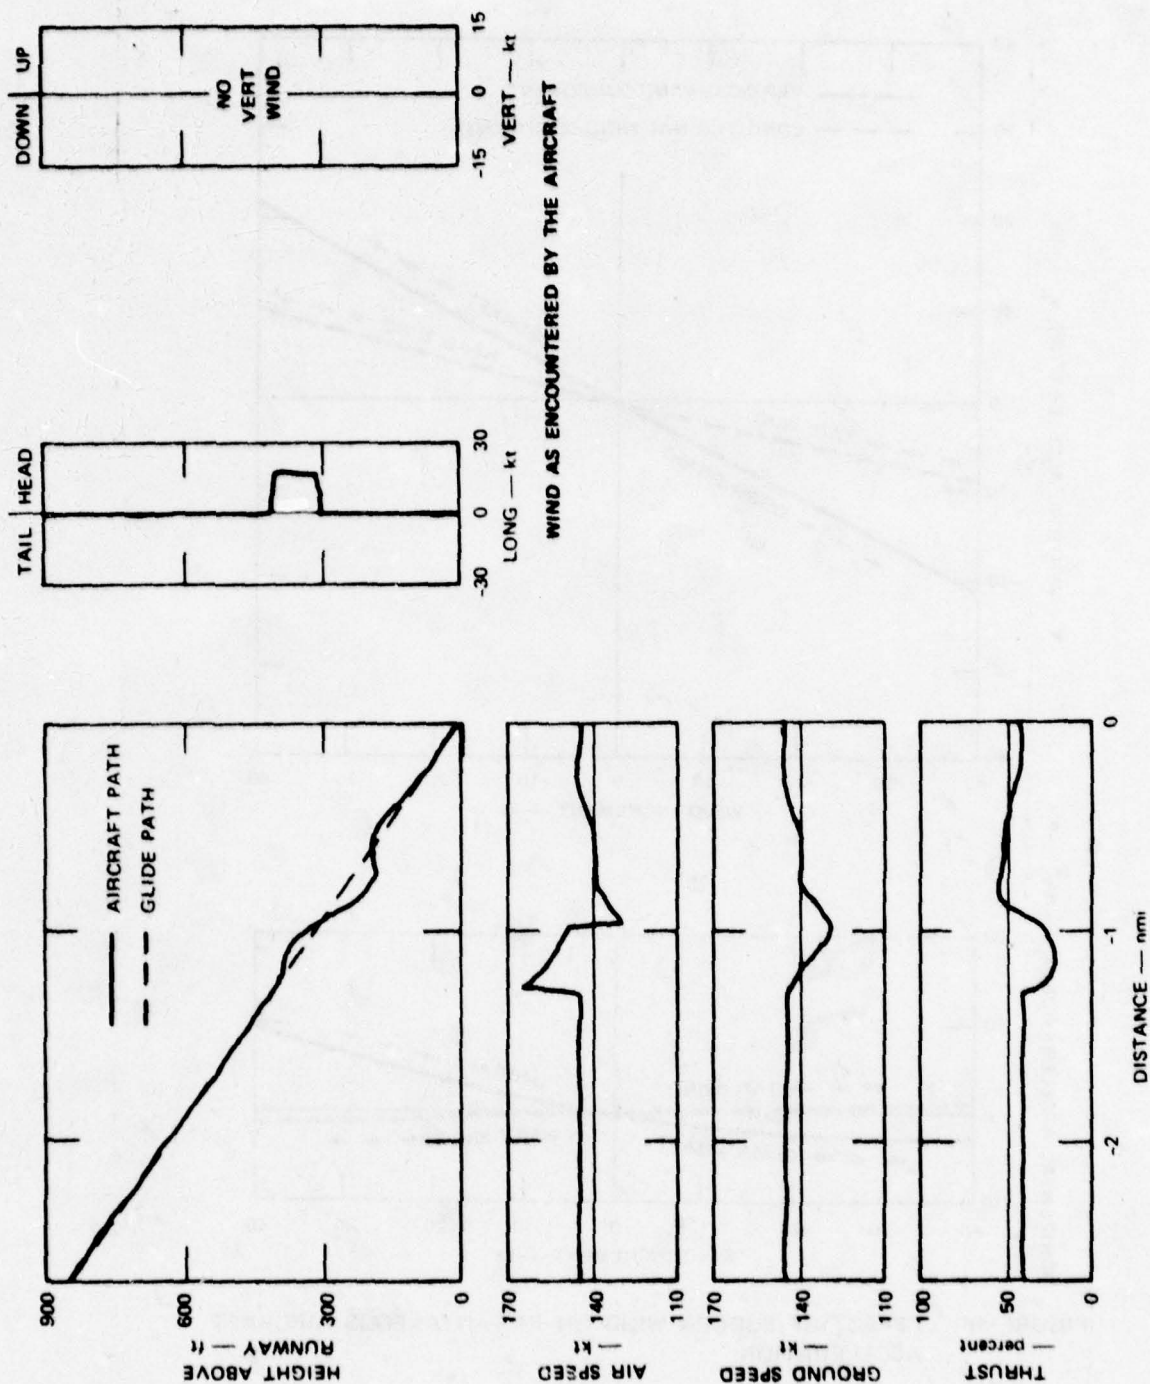 TAIL HEAD
-30 0 30
LONG — kt
DOWN UP
NO
VERT
WIND
-15 0 15
VERT — kt
WIND AS ENCOUNTERED BY THE AIRCRAFT
AIRCRAFT PATH
GLIDE PATH
HEIGHT ABOVE
RUNWAY — ft
900
600
300
0
AIR SPEED
— kt
170
140
110
GROUND SPEED
— kt
170
140
110
THRUST
— percent
100
50
0
-2 -1 0
DISTANCE — nmi